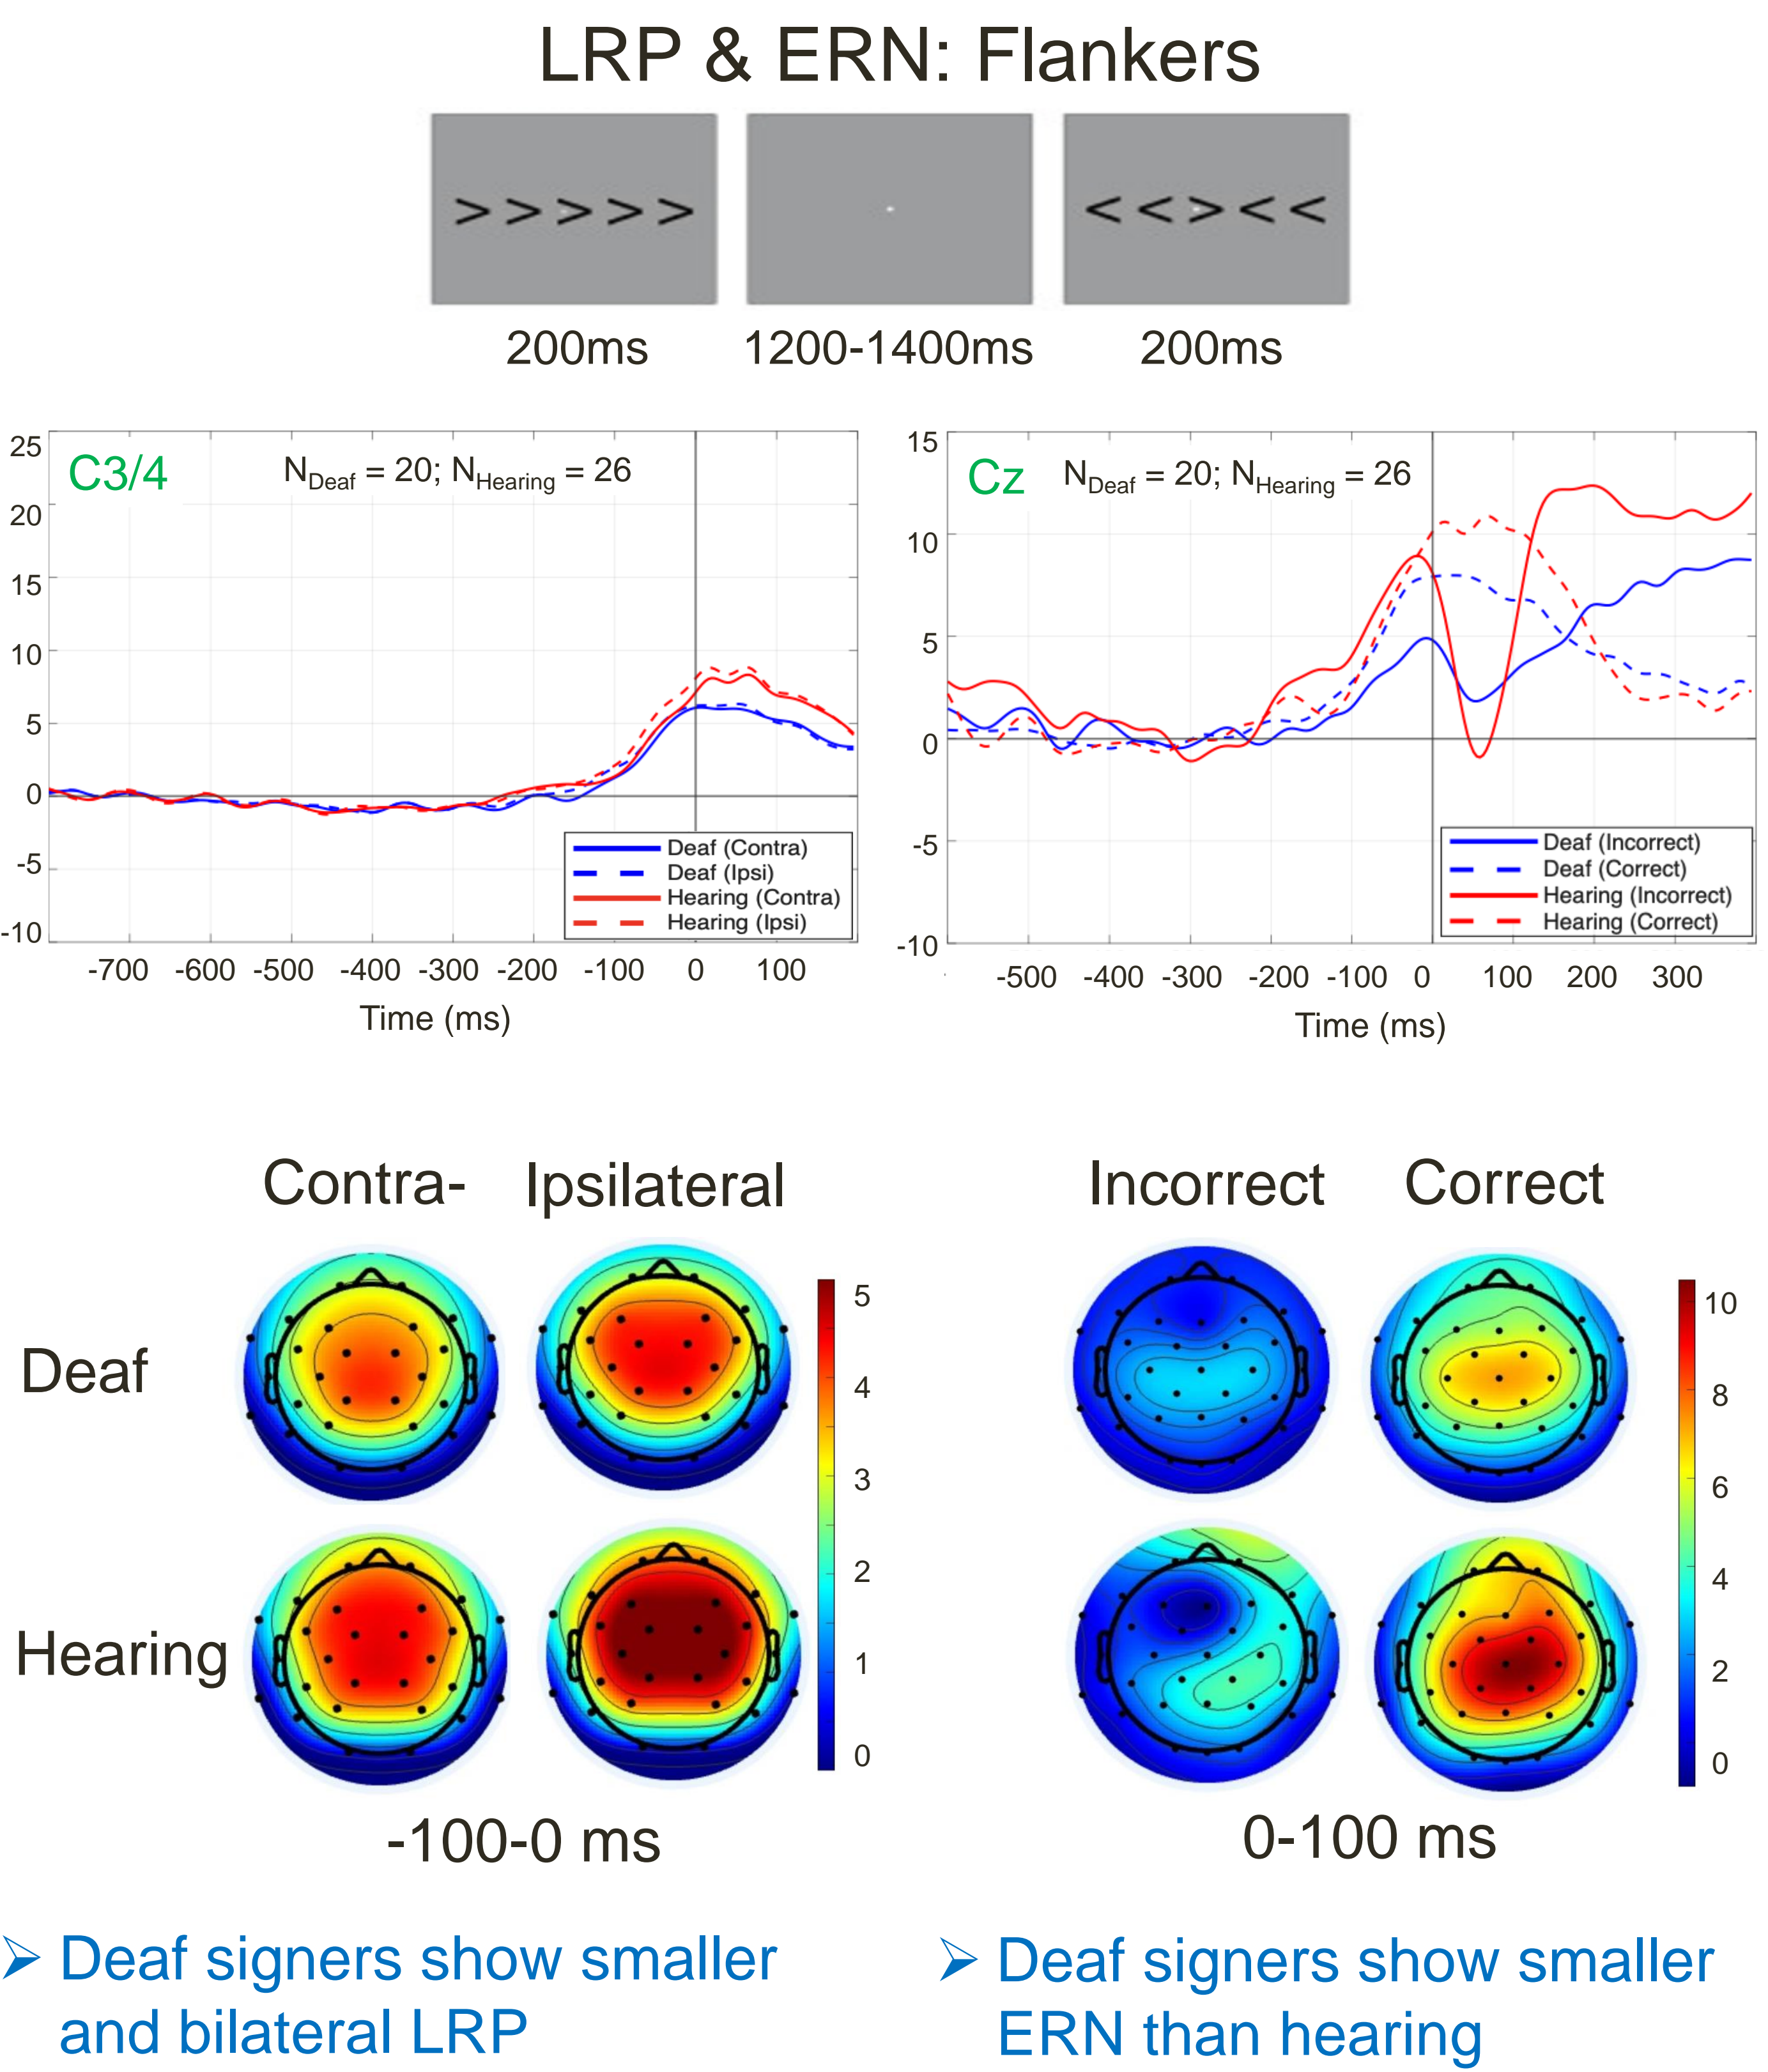 LRP & ERN: Flankers
> > > > >
< < > < <
200ms 1200-1400ms 200ms
C3/4 N_Deaf = 20; N_Hearing = 26
25
20
15
10
5
0
-5
-10
Deaf (Contra)
Deaf (Ipsi)
Hearing (Contra)
Hearing (Ipsi)
-700 -600 -500 -400 -300 -200 -100 0 100
Time (ms)
Cz N_Deaf = 20; N_Hearing = 26
15
10
5
0
-5
-10
Deaf (Incorrect)
Deaf (Correct)
Hearing (Incorrect)
Hearing (Correct)
-500 -400 -300 -200 -100 0 100 200 300
Time (ms)
Contra- Ipsilateral
Incorrect Correct
Deaf
Hearing
5
4
3
2
1
0
10
8
6
4
2
0
-100-0 ms
0-100 ms
➢ Deaf signers show smaller
and bilateral LRP
➢ Deaf signers show smaller
ERN than hearing